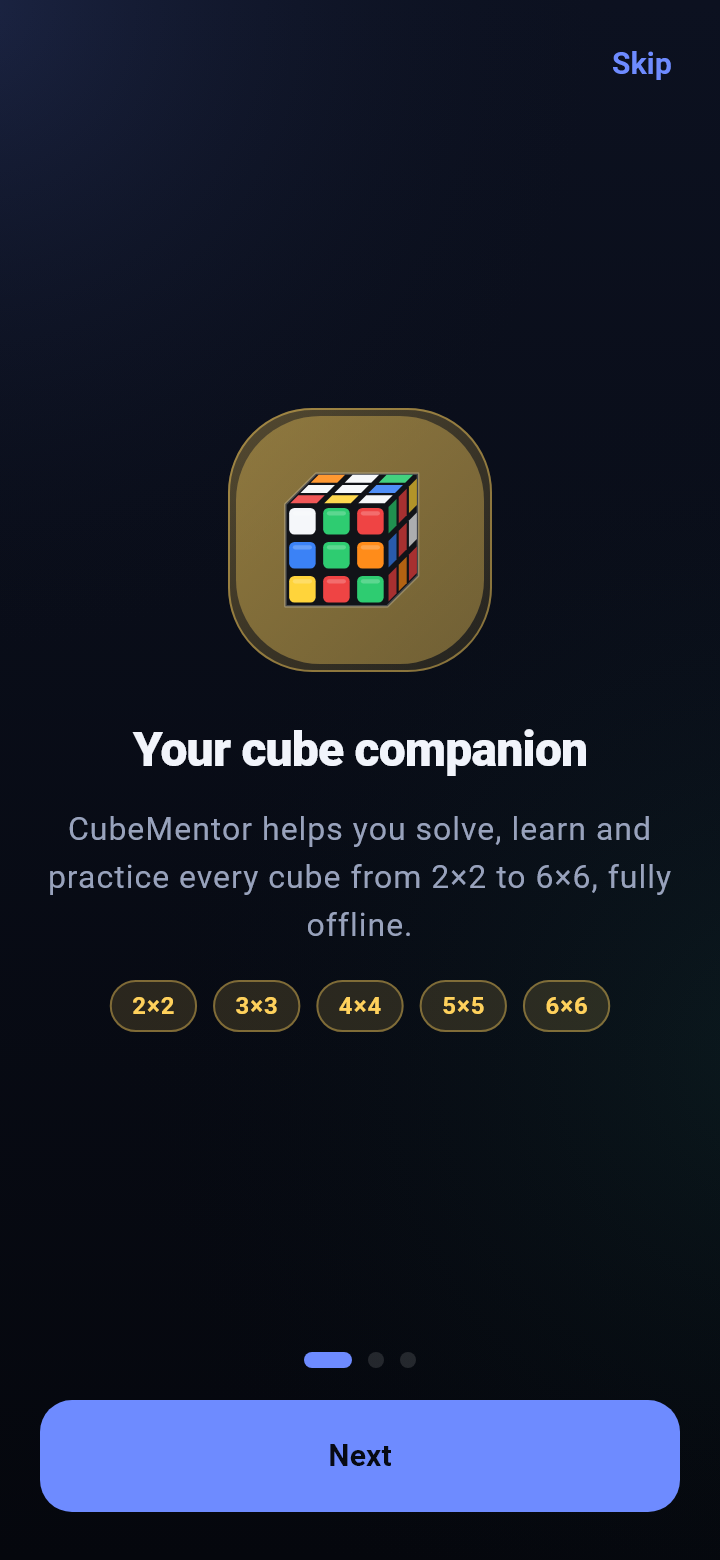 Skip
Your cube companion
CubeMentor helps you solve, learn and
practice every cube from 2×2 to 6×6, fully
offline.
2×2 3×3 4×4 5×5 6×6
Next